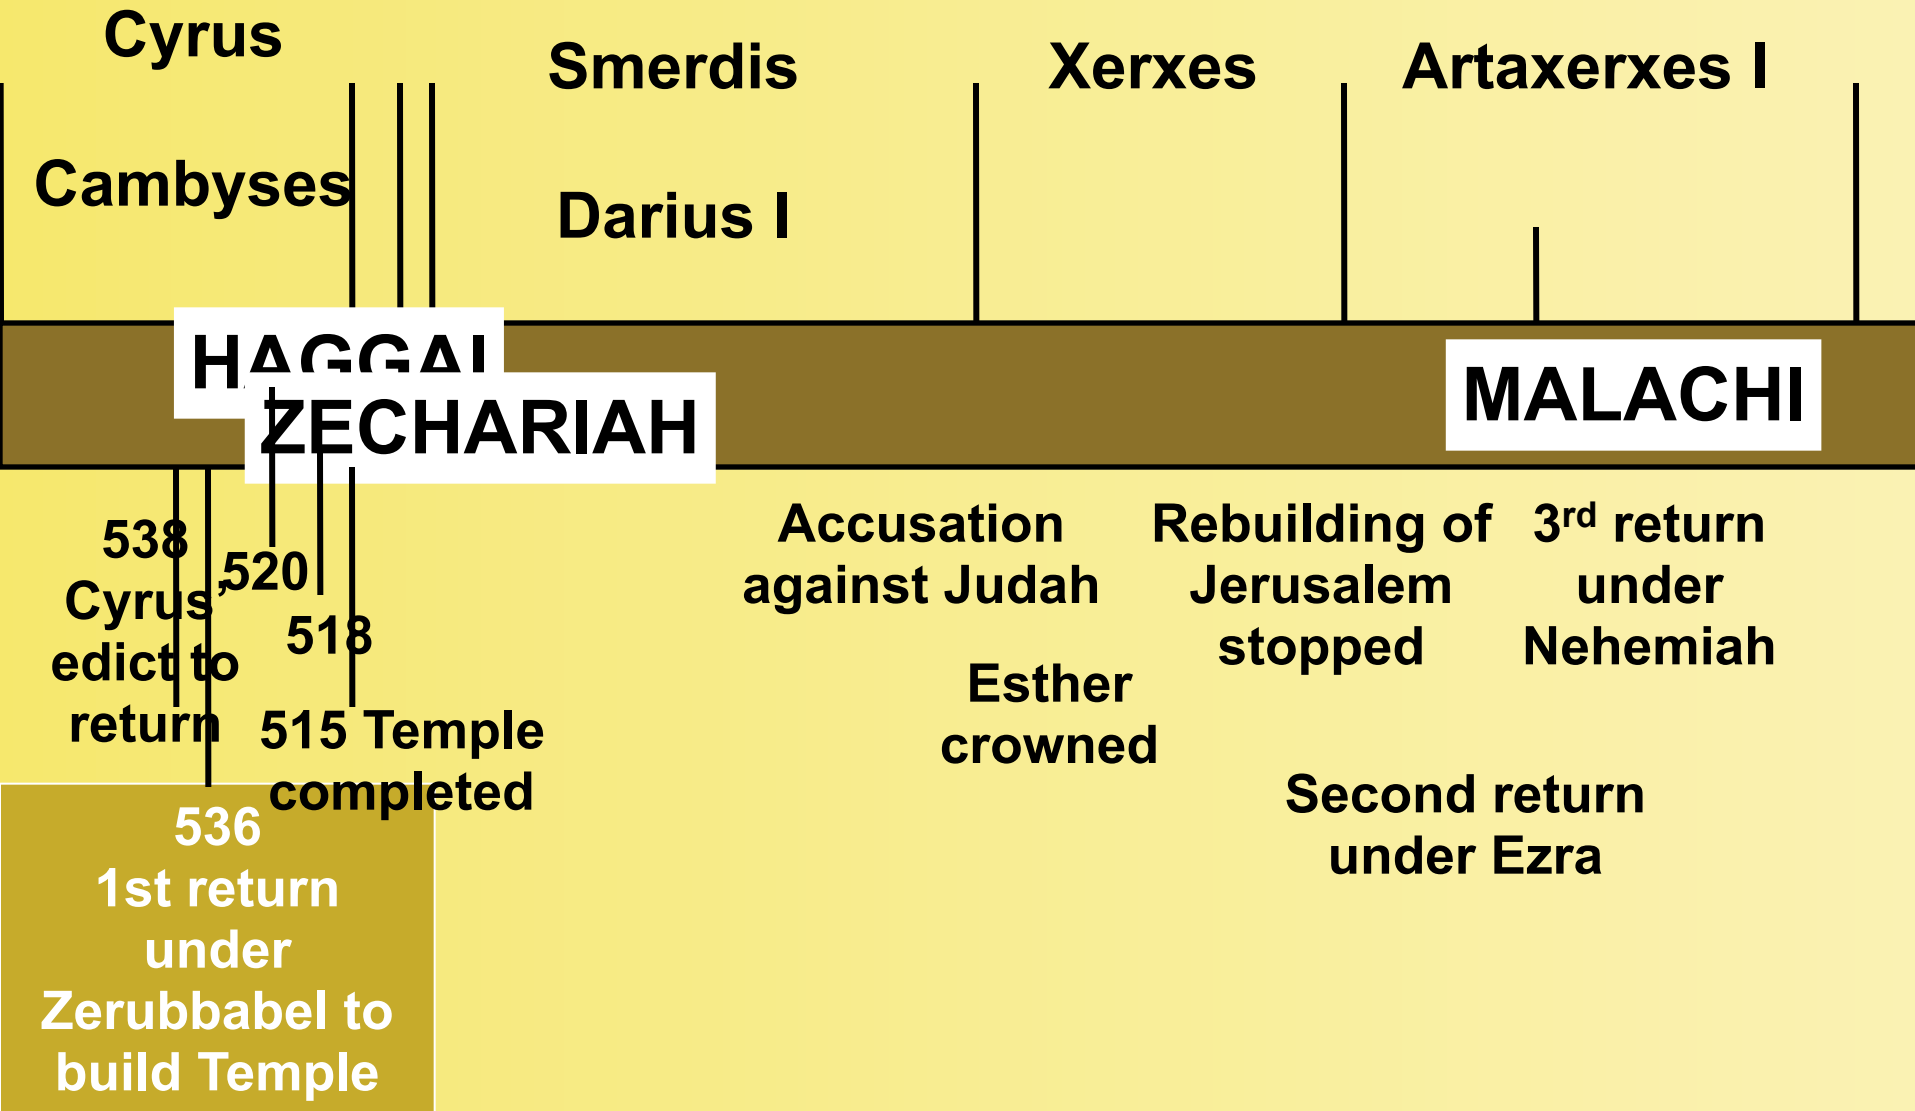 Cyrus
Cambyses
Smerdis
Darius I
Xerxes
Artaxerxes I
HAGGAI
ZECHARIAH
MALACHI
538
Cyrus’
edict to
return
520
518
515 Temple
completed
536
1st return
under
Zerubbabel to
build Temple
Accusation
against Judah
Esther
crowned
Rebuilding of
Jerusalem
stopped
Second return
under Ezra
3rd return
under
Nehemiah